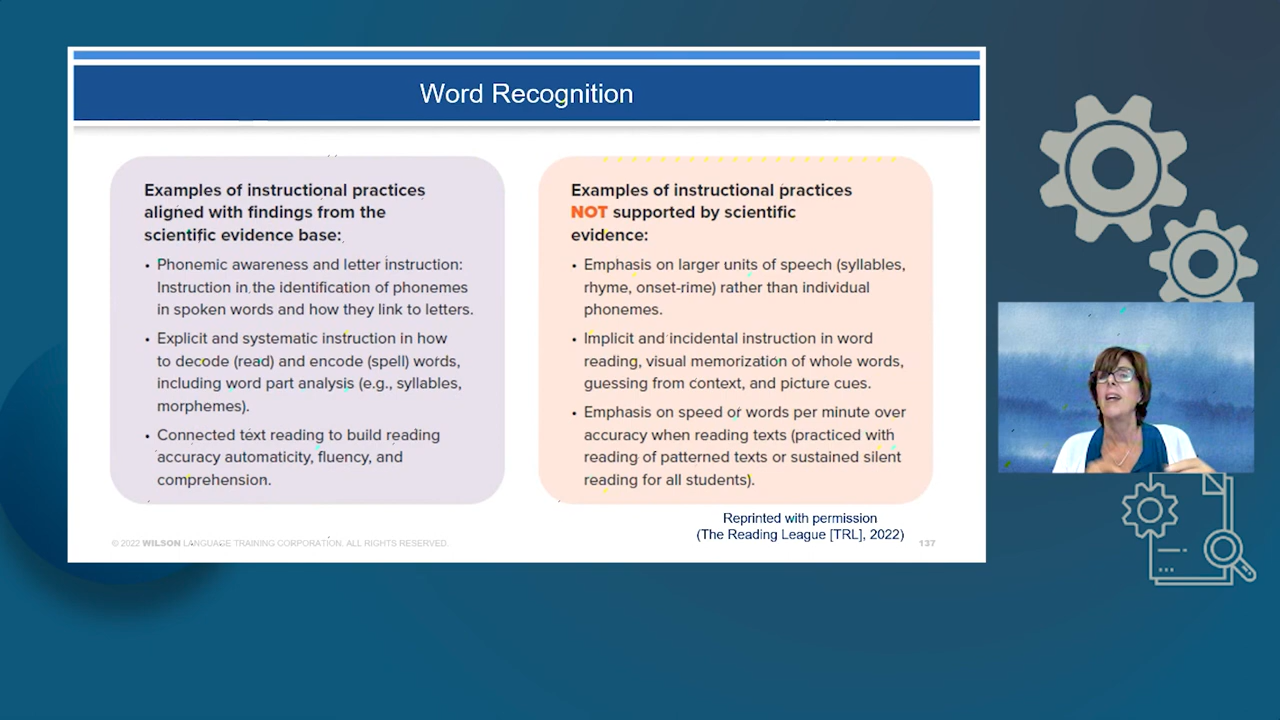 Word Recognition
Examples of instructional practices
aligned with findings from the
scientific evidence base:
• Phonemic awareness and letter instruction:
Instruction in the identification of phonemes
in spoken words and how they link to letters.
• Explicit and systematic instruction in how
to decode (read) and encode (spell) words,
including word part analysis (e.g., syllables,
morphemes).
• Connected text reading to build reading
accuracy automaticity, fluency, and
comprehension.
Examples of instructional practices
NOT supported by scientific
evidence:
• Emphasis on larger units of speech (syllables,
rhyme, onset-rime) rather than individual
phonemes.
• Implicit and incidental instruction in word
reading, visual memorization of whole words,
guessing from context, and picture cues.
• Emphasis on speed or words per minute over
accuracy when reading texts (practiced with
reading of patterned texts or sustained silent
reading for all students).
Reprinted with permission
(The Reading League [TRL], 2022)
© 2022 WILSON LANGUAGE TRAINING CORPORATION. ALL RIGHTS RESERVED.
137